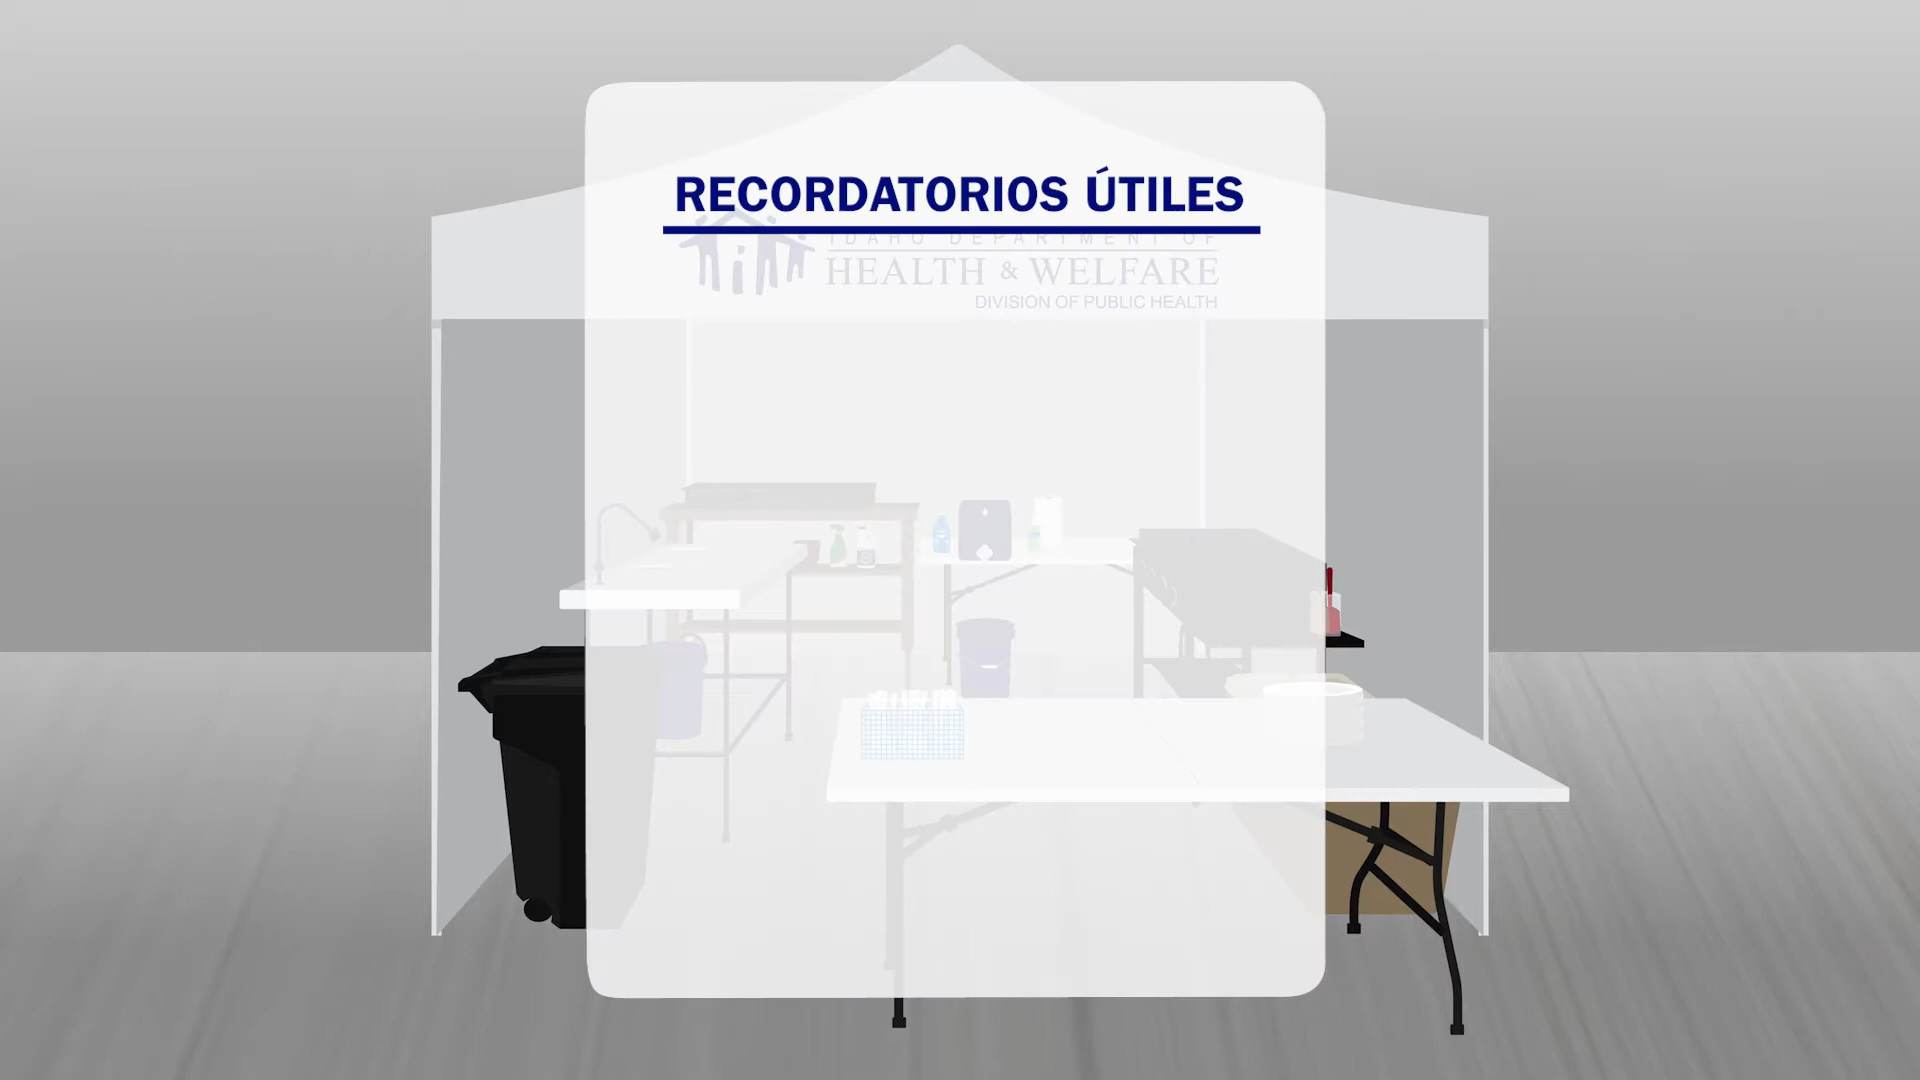 RECORDATORIOS ÚTILES
IDAHO DEPARTMENT OF
HEALTH & WELFARE
DIVISION OF PUBLIC HEALTH